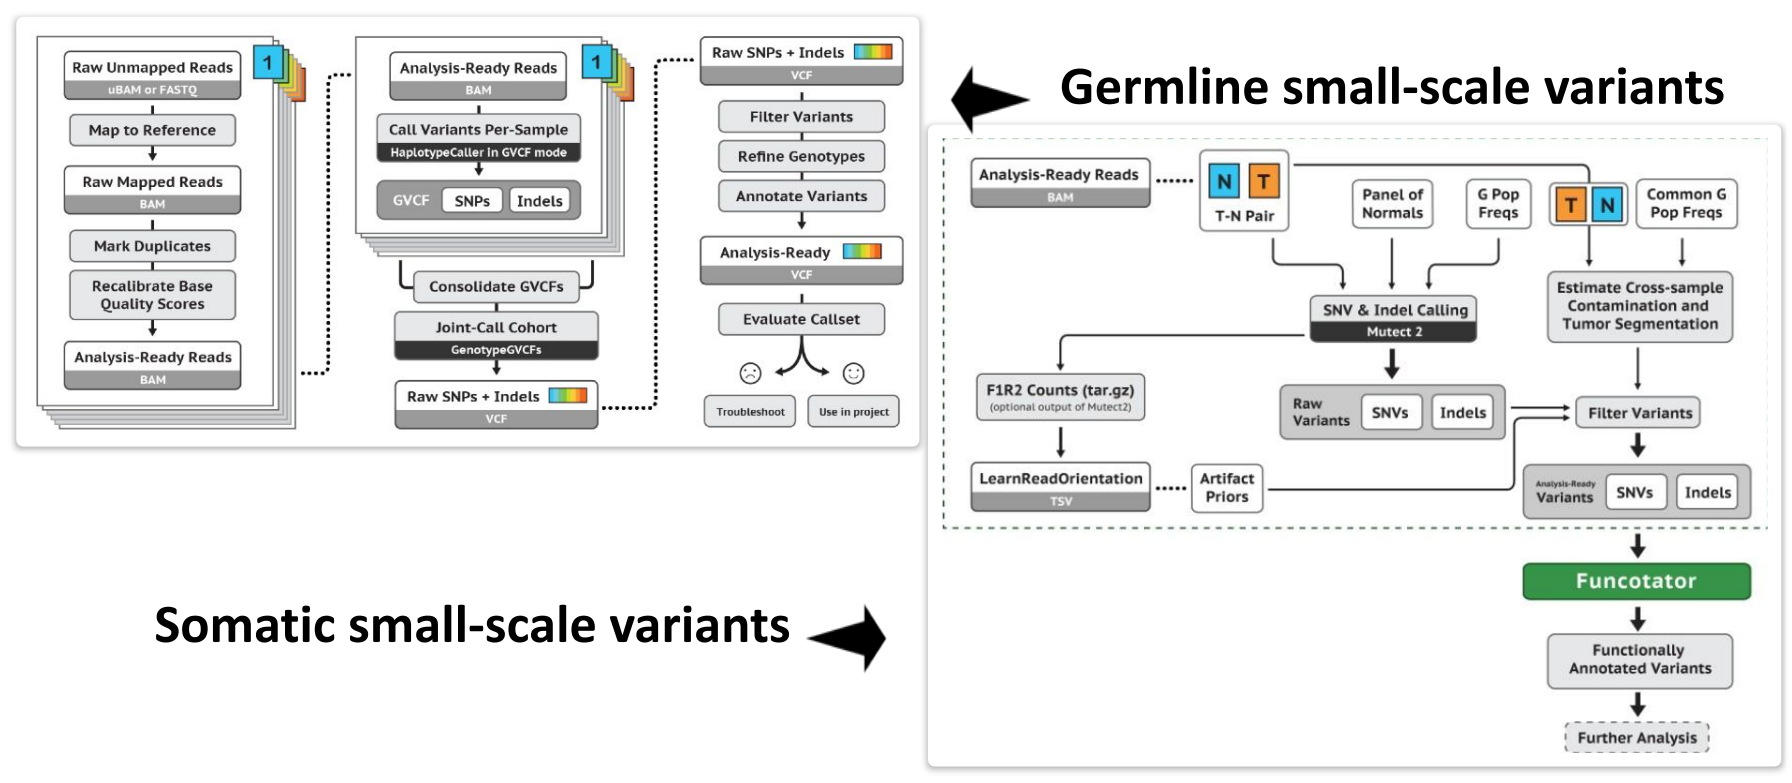 1
Raw Unmapped Reads
uBAM or FASTQ
Map to Reference
Raw Mapped Reads
BAM
Mark Duplicates
Recalibrate Base
Quality Scores
Analysis-Ready Reads
BAM
1
Analysis-Ready Reads
BAM
Call Variants Per-Sample
HaplotypeCaller in GVCF mode
GVCF SNPs Indels
Consolidate GVCFs
Joint-Call Cohort
GenotypeGVCFs
Raw SNPs + Indels
VCF
Raw SNPs + Indels
VCF
Filter Variants
Refine Genotypes
Annotate Variants
Analysis-Ready
VCF
Evaluate Callset
Troubleshoot
Use in project
Germline small-scale variants
Somatic small-scale variants
Analysis-Ready Reads
BAM
N T
T-N Pair
Panel of
Normals
G Pop
Freqs
T N
Common G
Pop Freqs
SNV & Indel Calling
Mutect 2
Estimate Cross-sample
Contamination and
Tumor Segmentation
F1R2 Counts (tar.gz)
(optional output of Mutect2)
Raw
Variants
SNVs
Indels
Filter Variants
LearnReadOrientation
TSV
Artifact
Priors
Analysis-Ready
Variants
SNVs
Indels
Funcotator
Functionally
Annotated Variants
Further Analysis